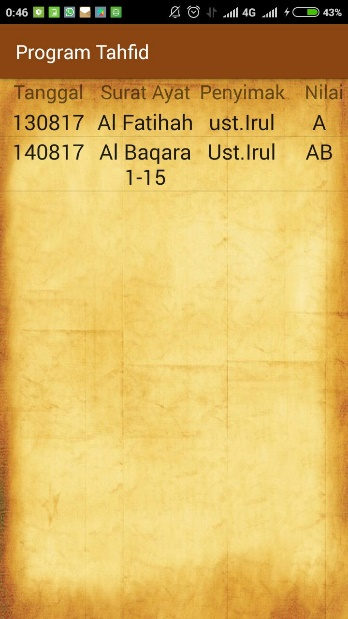 0:46 4G 43%
Program Tahfid
Tanggal Surat Ayat Penyimak Nilai
130817 Al Fatihah ust.Irul A
140817 Al Baqara Ust.Irul AB
1-15